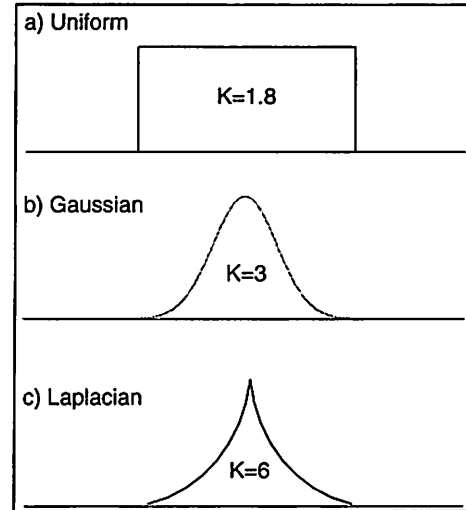 a) Uniform
K=1.8
b) Gaussian
K=3
c) Laplacian
K=6